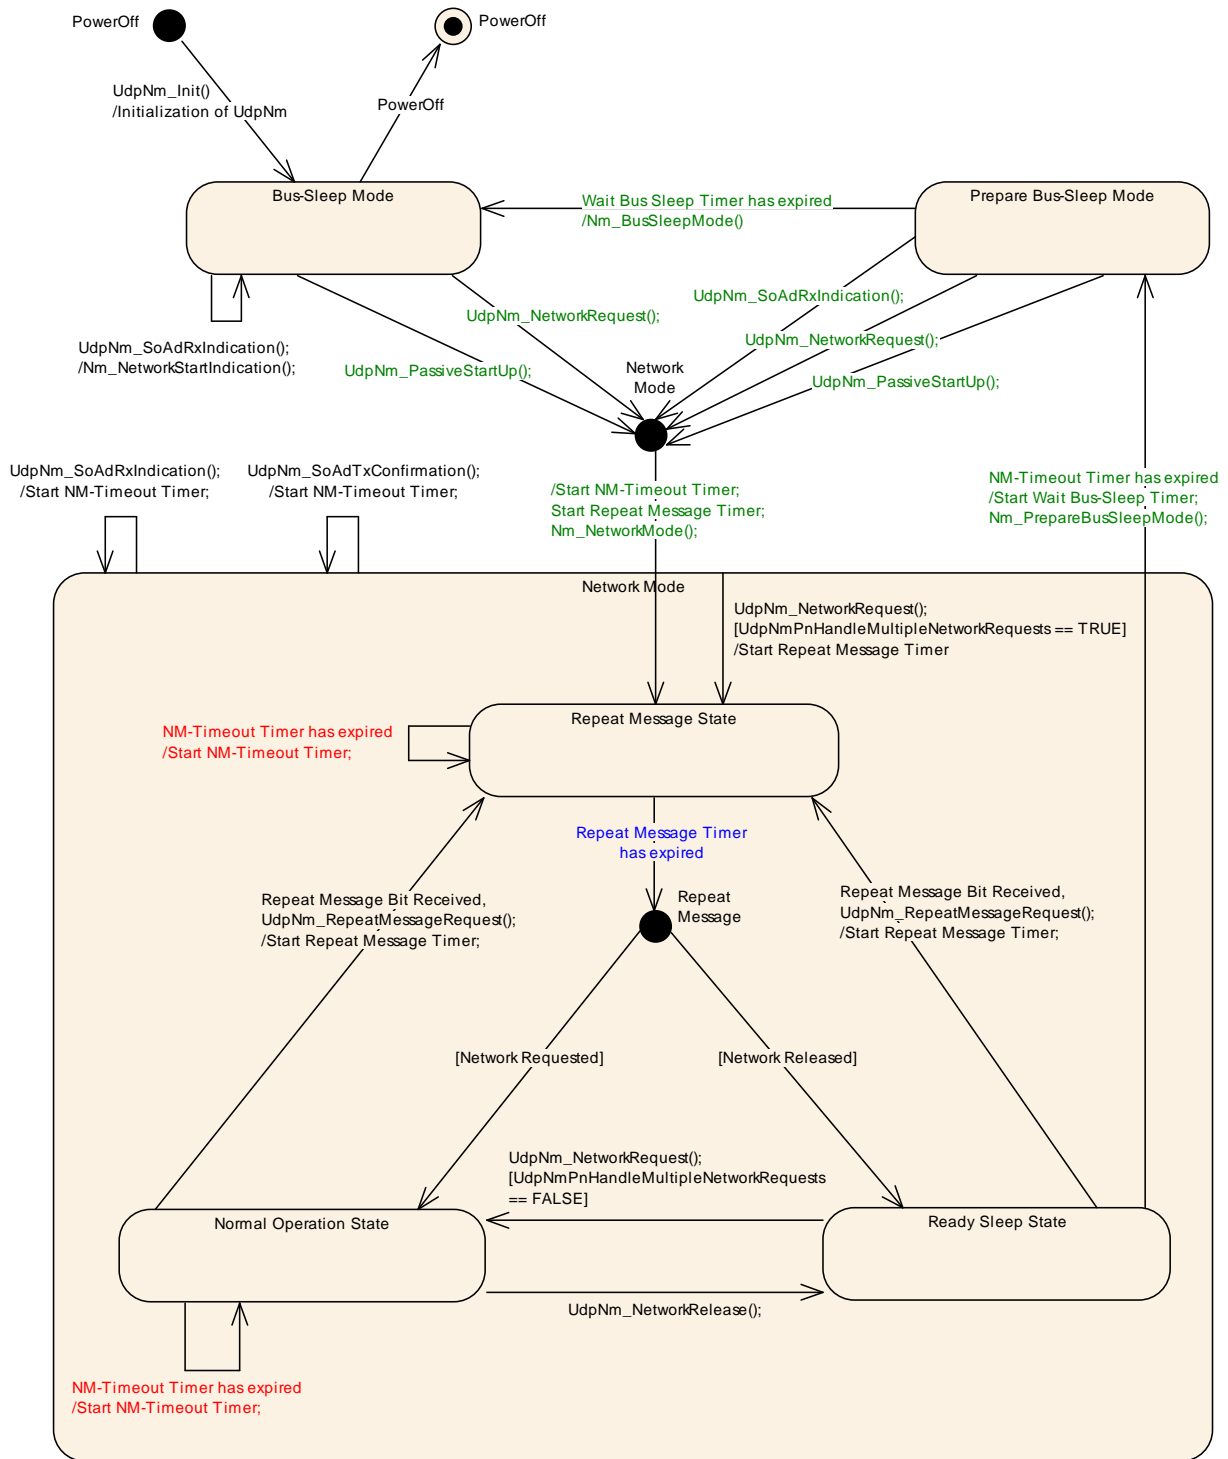 PowerOff
PowerOff
UdpNm_Init()
/Initialization of UdpNm
PowerOff
Bus-Sleep Mode
Prepare Bus-Sleep Mode
Wait Bus Sleep Timer has expired
/Nm_BusSleepMode()
UdpNm_SoAdRxIndication();
UdpNm_NetworkRequest();
UdpNm_NetworkRequest();
UdpNm_SoAdRxIndication();
/Nm_NetworkStartIndication();
UdpNm_PassiveStartUp();
Network
Mode
UdpNm_PassiveStartUp();
UdpNm_SoAdRxIndication();
/Start NM-Timeout Timer;
UdpNm_SoAdTxConfirmation();
/Start NM-Timeout Timer;
/Start NM-Timeout Timer;
Start Repeat Message Timer;
Nm_NetworkMode();
NM-Timeout Timer has expired
/Start Wait Bus-Sleep Timer;
Nm_PrepareBusSleepMode();
Network Mode
UdpNm_NetworkRequest();
[UdpNmPnHandleMultipleNetworkRequests == TRUE]
/Start Repeat Message Timer
Repeat Message State
NM-Timeout Timer has expired
/Start NM-Timeout Timer;
Repeat Message Timer
has expired
Repeat Message Bit Received,
UdpNm_RepeatMessageRequest();
/Start Repeat Message Timer;
Repeat
Message
Repeat Message Bit Received,
UdpNm_RepeatMessageRequest();
/Start Repeat Message Timer;
[Network Requested]
[Network Released]
UdpNm_NetworkRequest();
[UdpNmPnHandleMultipleNetworkRequests
== FALSE]
Normal Operation State
Ready Sleep State
UdpNm_NetworkRelease();
NM-Timeout Timer has expired
/Start NM-Timeout Timer;